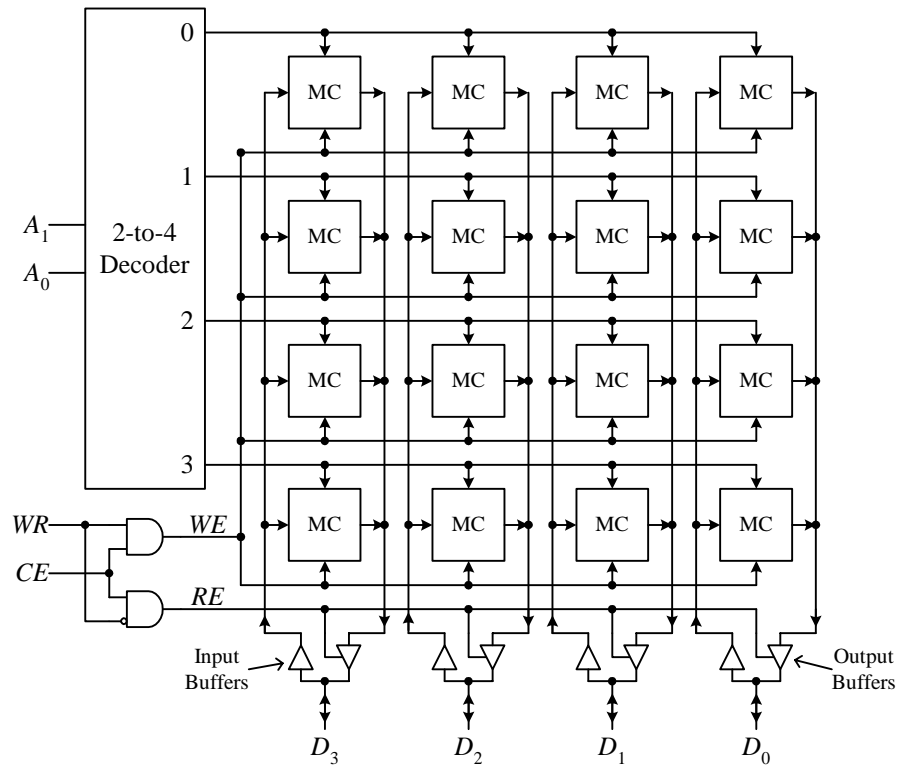 0
MC MC MC MC
1
A1
2-to-4
Decoder
MC MC MC MC
A0
2
MC MC MC MC
3
WR
WE
MC MC MC MC
CE
RE
Input
Buffers
Output
Buffers
D3 D2 D1 D0